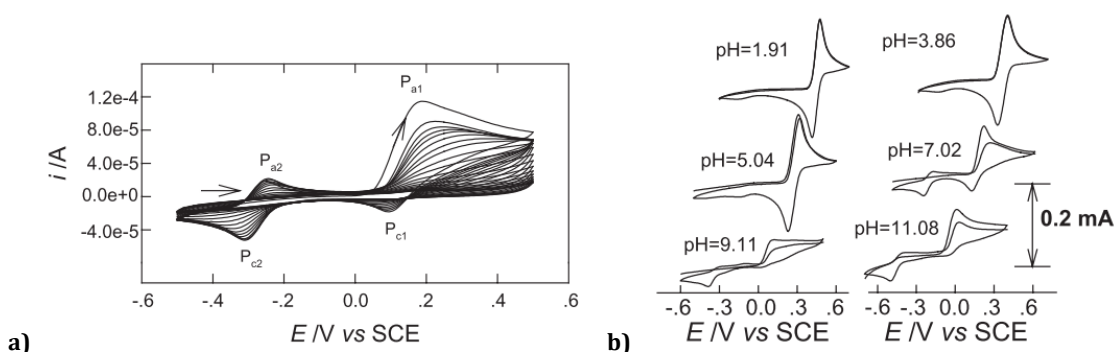 a)
i /A
1.2e-4
8.0e-5
4.0e-5
0.0e+0
-4.0e-5
Pa1
Pa2
Pc1
Pc2
-.6 -.4 -.2 0.0 .2 .4 .6
E /V vs SCE
b)
pH=1.91 pH=3.86
pH=5.04 pH=7.02
pH=9.11 pH=11.08
0.2 mA
-.6 -.3 0.0 .3 .6 -.6 -.3 0.0 .3 .6
E /V vs SCE